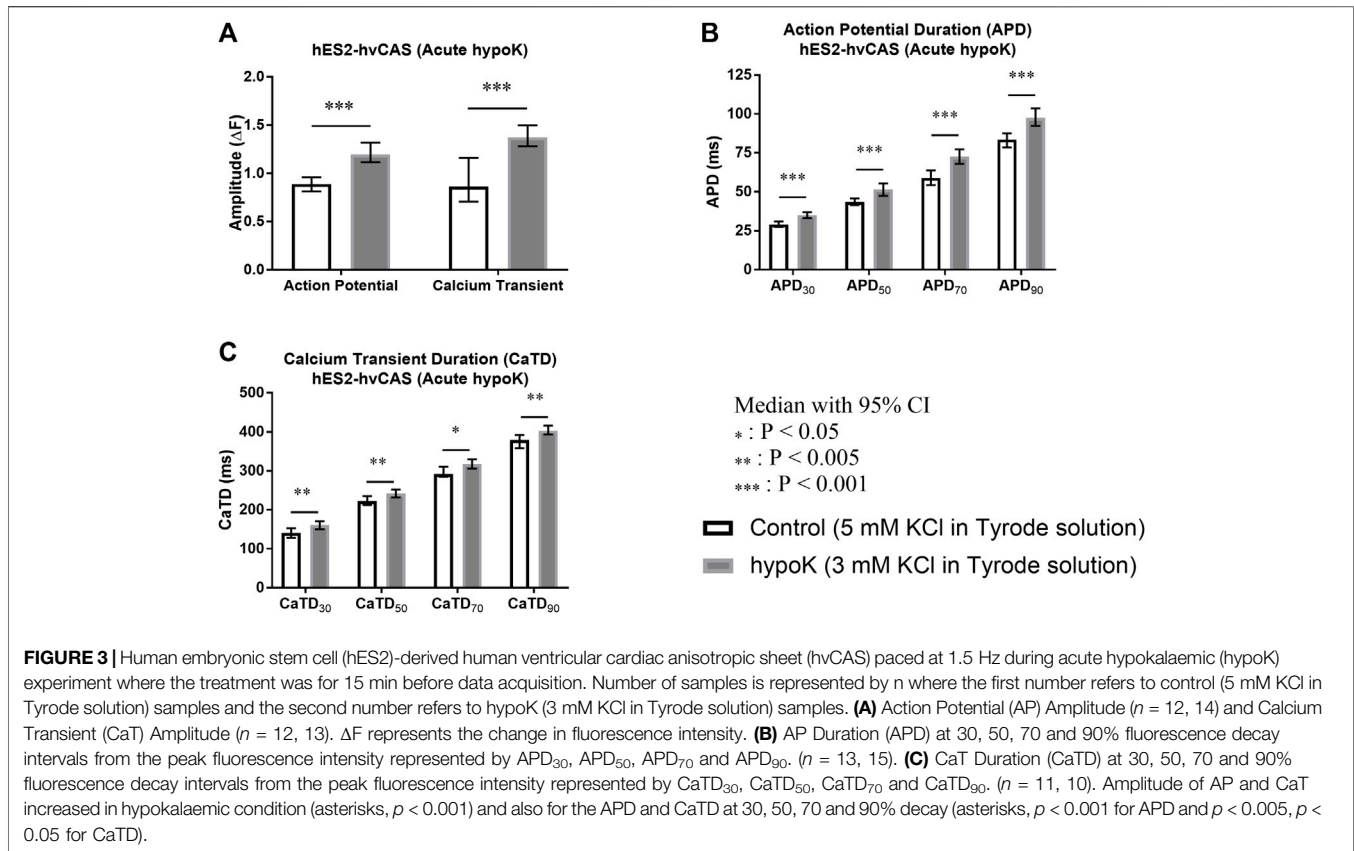 A
hES2-hvCAS (Acute hypoK)
Amplitude (ΔF)
2.0
1.5
1.0
0.5
0.0
***
***
Action Potential
Calcium Transient
B
Action Potential Duration (APD)
hES2-hvCAS (Acute hypoK)
APD (ms)
125
100
75
50
25
0
***
***
***
***
APD30
APD50
APD70
APD90
C
Calcium Transient Duration (CaTD)
hES2-hvCAS (Acute hypoK)
CaTD (ms)
500
400
300
200
100
0
**
**
*
**
CaTD30
CaTD50
CaTD70
CaTD90
Median with 95% CI
* : P < 0.05
** : P < 0.005
*** : P < 0.001
Control (5 mM KCl in Tyrode solution)
hypoK (3 mM KCl in Tyrode solution)
FIGURE 3 | Human embryonic stem cell (hES2)-derived human ventricular cardiac anisotropic sheet (hvCAS) paced at 1.5 Hz during acute hypokalaemic (hypoK)
experiment where the treatment was for 15 min before data acquisition. Number of samples is represented by n where the first number refers to control (5 mM KCl in
Tyrode solution) samples and the second number refers to hypoK (3 mM KCl in Tyrode solution) samples. (A) Action Potential (AP) Amplitude (n = 12, 14) and Calcium
Transient (CaT) Amplitude (n = 12, 13). ΔF represents the change in fluorescence intensity. (B) AP Duration (APD) at 30, 50, 70 and 90% fluorescence decay
intervals from the peak fluorescence intensity represented by APD30, APD50, APD70 and APD90. (n = 13, 15). (C) CaT Duration (CaTD) at 30, 50, 70 and 90%
fluorescence decay intervals from the peak fluorescence intensity represented by CaTD30, CaTD50, CaTD70 and CaTD90. (n = 11, 10). Amplitude of AP and CaT
increased in hypokalaemic condition (asterisks, p < 0.001) and also for the APD and CaTD at 30, 50, 70 and 90% decay (asterisks, p < 0.001 for APD and p < 0.005, p <
0.05 for CaTD).